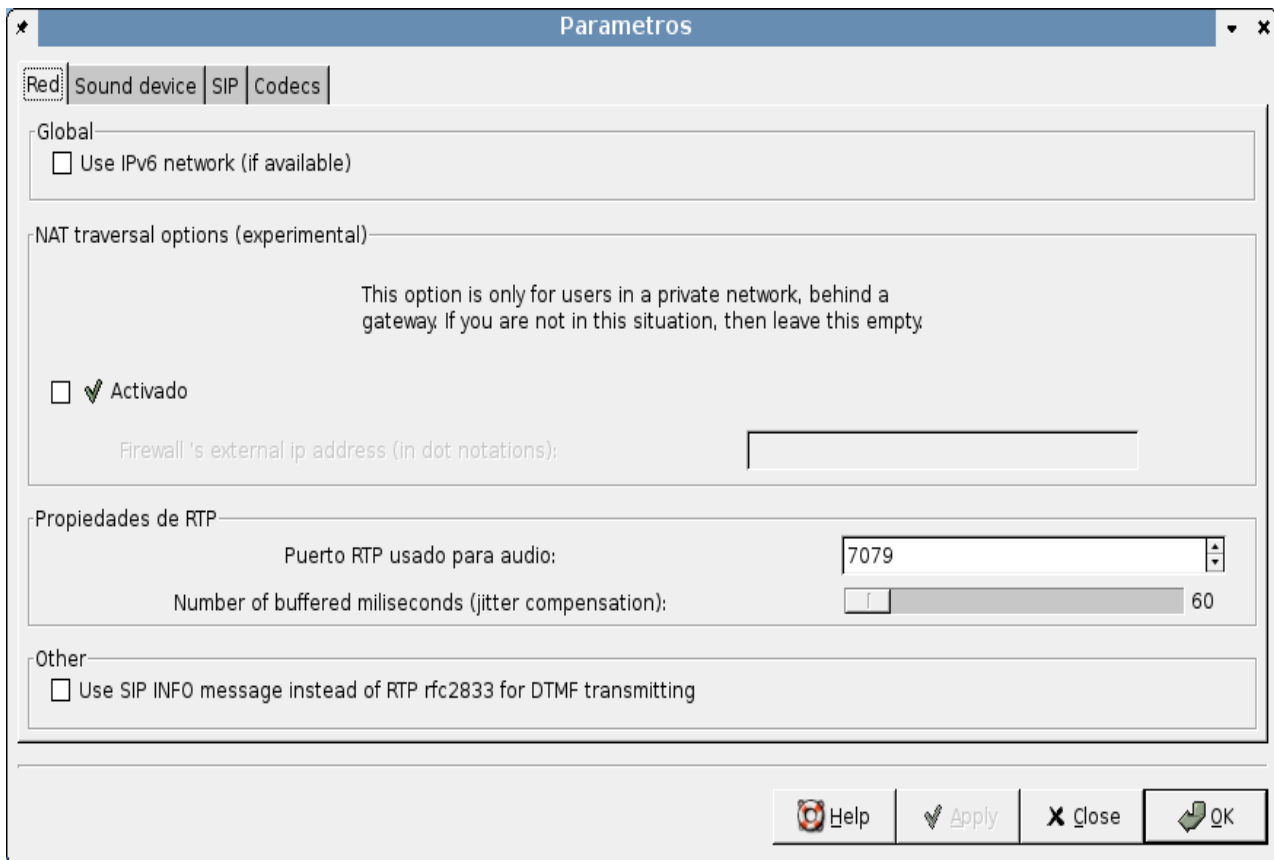 Parametros
Red
Sound device
SIP
Codecs
Global
Use IPv6 network (if available)
NAT traversal options (experimental)
This option is only for users in a private network, behind a
gateway. If you are not in this situation, then leave this empty.
Activado
Firewall 's external ip address (in dot notations):
Propiedades de RTP
Puerto RTP usado para audio:
7079
Number of buffered miliseconds (jitter compensation):
60
Other
Use SIP INFO message instead of RTP rfc2833 for DTMF transmitting
Help
Apply
Close
OK